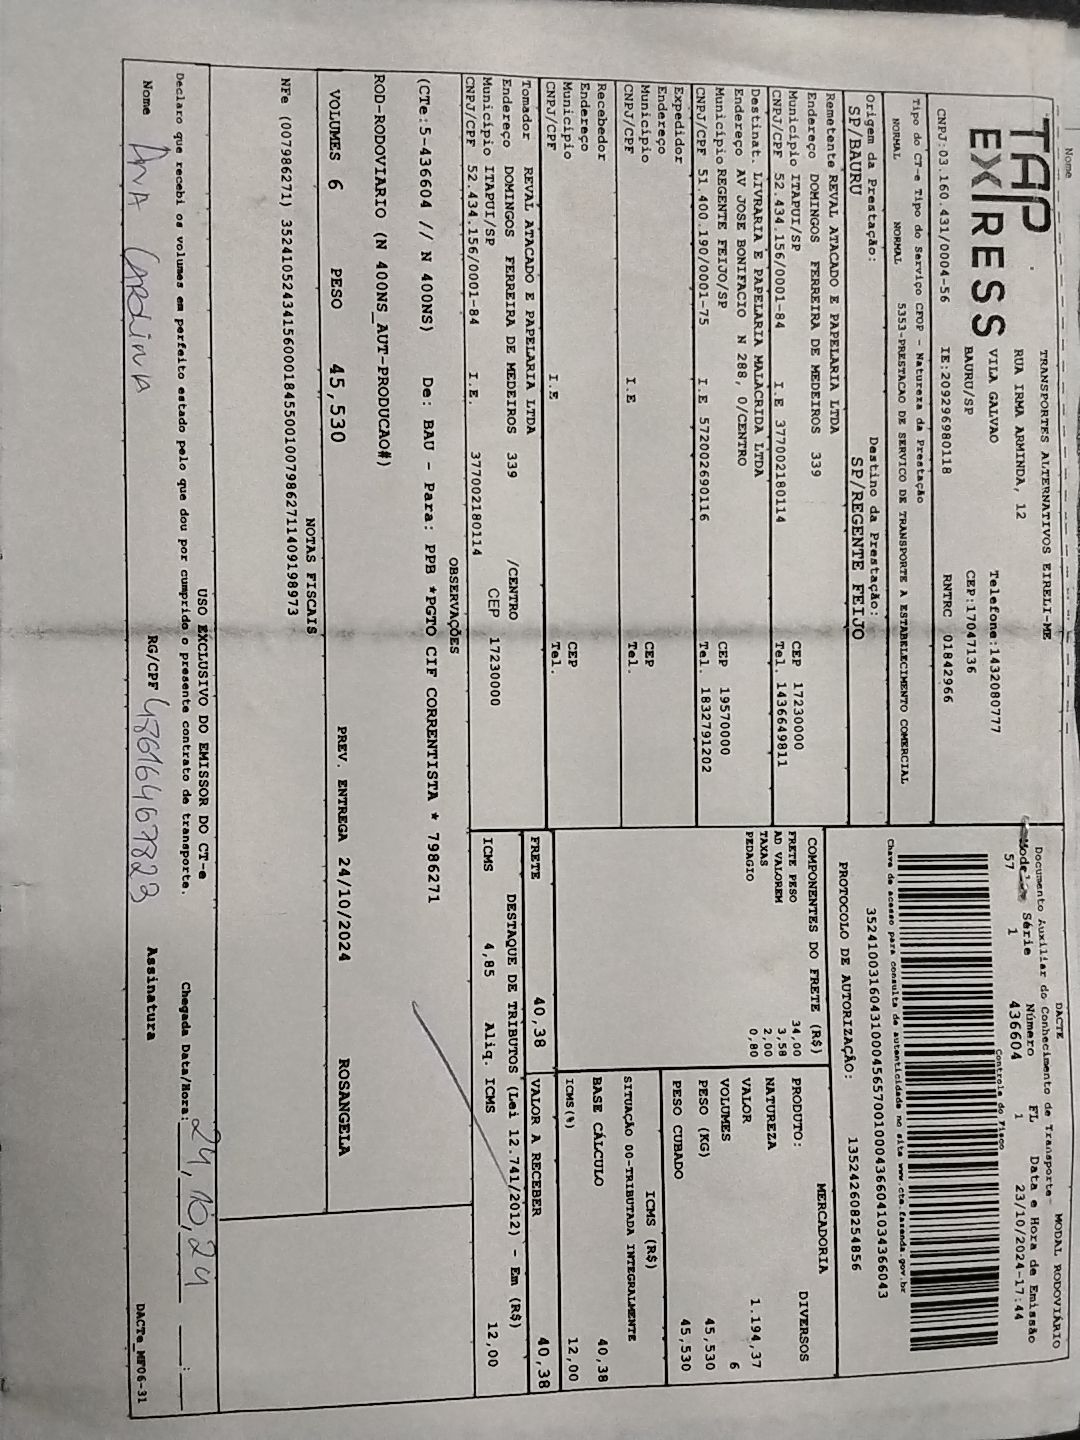 Nome
TAP EXPRESS
TRANSPORTES ALTERNATIVOS EIRELI-ME
RUA IRMA ARMINDA, 12
VILA GALVAO
BAURU/SP
Telefone:1432080777
CEP:17047136
CNPJ:03.160.431/0004-56 IE:209296980118 RNTRC 01842966
Tipo do CT-e Tipo do Serviço CFOP - Natureza da Prestação
NORMAL NORMAL 5353-PRESTACAO DE SERVICO DE TRANSPORTE A ESTABELECIMENTO COMERCIAL
Origem da Prestação: Destino da Prestação:
SP/BAURU SP/REGENTE FEIJO
Remetente REVAL ATACADO E PAPELARIA LTDA
Endereço DOMINGOS FERREIRA DE MEDEIROS 339
Município ITAPUI/SP CEP 17230000
CNPJ/CPF 52.434.156/0001-84 I.E 377002180114 Tel. 1436649811
Destinat. LIVRARIA E PAPELARIA MALACRIDA LTDA
Endereço AV JOSE BONIFACIO N 288, 0/CENTRO
Município REGENTE FEIJO/SP CEP 19570000
CNPJ/CPF 51.400.190/0001-75 I.E 572002690116 Tel. 1832791202
Expedidor
Endereço
Município CEP
CNPJ/CPF I.E Tel.
Recebedor
Endereço
Município CEP
CNPJ/CPF I.E Tel.
Tomador REVAL ATACADO E PAPELARIA LTDA
Endereço DOMINGOS FERREIRA DE MEDEIROS 339 /CENTRO
Município ITAPUI/SP CEP 17230000
CNPJ/CPF 52.434.156/0001-84 I.E. 377002180114
DACTE MODAL RODOVIÁRIO
Documento Auxiliar do Conhecimento de Transporte-
Série Número FL Data e Hora de Emissão
57 1 436604 1 23/10/2024-17:44
Controle do Fisco
Chave de acesso para consulta de autenticidade no site www.cte.fazenda.gov.br
35241003160431000456570010004366041034366043
PROTOCOLO DE AUTORIZAÇÃO: 135242608254856
COMPONENTES DO FRETE (R$)
FRETE PESO 34,00
AD VALOREM 3,58
TAXAS 2,00
PEDAGIO 0,80
MERCADORIA
PRODUTO: DIVERSOS
NATUREZA
VALOR 1.194,37
VOLUMES 6
PESO (KG) 45,530
PESO CUBADO 45,530
ICMS (R$)
SITUAÇÃO 00-TRIBUTADA INTEGRALMENTE
BASE CÁLCULO 40,38
ICMS(%) 12,00
FRETE 40,38 VALOR A RECEBER 40,38
DESTAQUE DE TRIBUTOS (Lei 12.741/2012) - Em (R$)
ICMS 4,85 Aliq. ICMS 12,00
OBSERVAÇÕES
(CTe:5-436604 // N 400NS) De: BAU - Para: PPB *PGTO CIF CORRENTISTA * 7986271
ROD-RODOVIARIO (N 400NS_AUT-PRODUCAO#)
VOLUMES 6 PESO 45,530 PREV. ENTREGA 24/10/2024 ROSANGELA
NOTAS FISCAIS
NFe (007986271) 35241052434156000184550010079862711409198973
USO EXCLUSIVO DO EMISSOR DO CT-e
Declaro que recebi os volumes em perfeito estado pelo que dou por cumprido o presente contrato de transporte. Chegada Data/Hora: 24, 10, 24 __:__
Nome ANA CARdinA RG/CPF 48616467823 Assinatura
DACTe_MF06-31